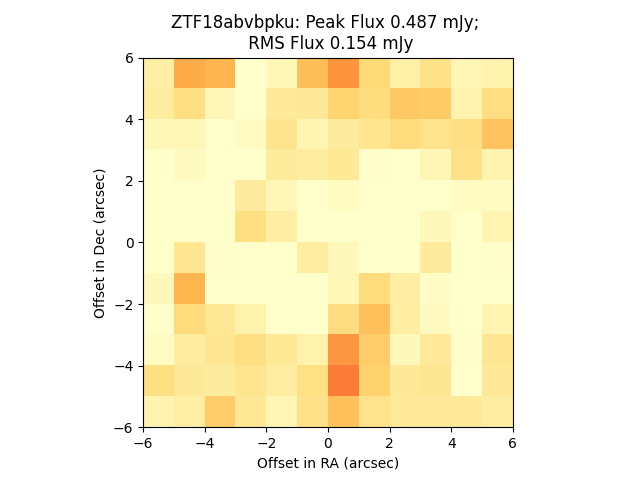 ZTF18abvbpku: Peak Flux 0.487 mJy;
RMS Flux 0.154 mJy
6
4
2
0
−2
−4
−6
Offset in Dec (arcsec)
−6 −4 −2 0 2 4 6
Offset in RA (arcsec)